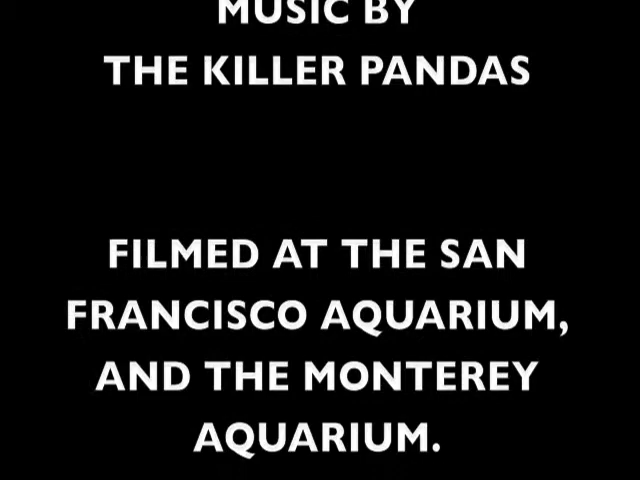 MUSIC BY
THE KILLER PANDAS
FILMED AT THE SAN
FRANCISCO AQUARIUM,
AND THE MONTEREY
AQUARIUM.